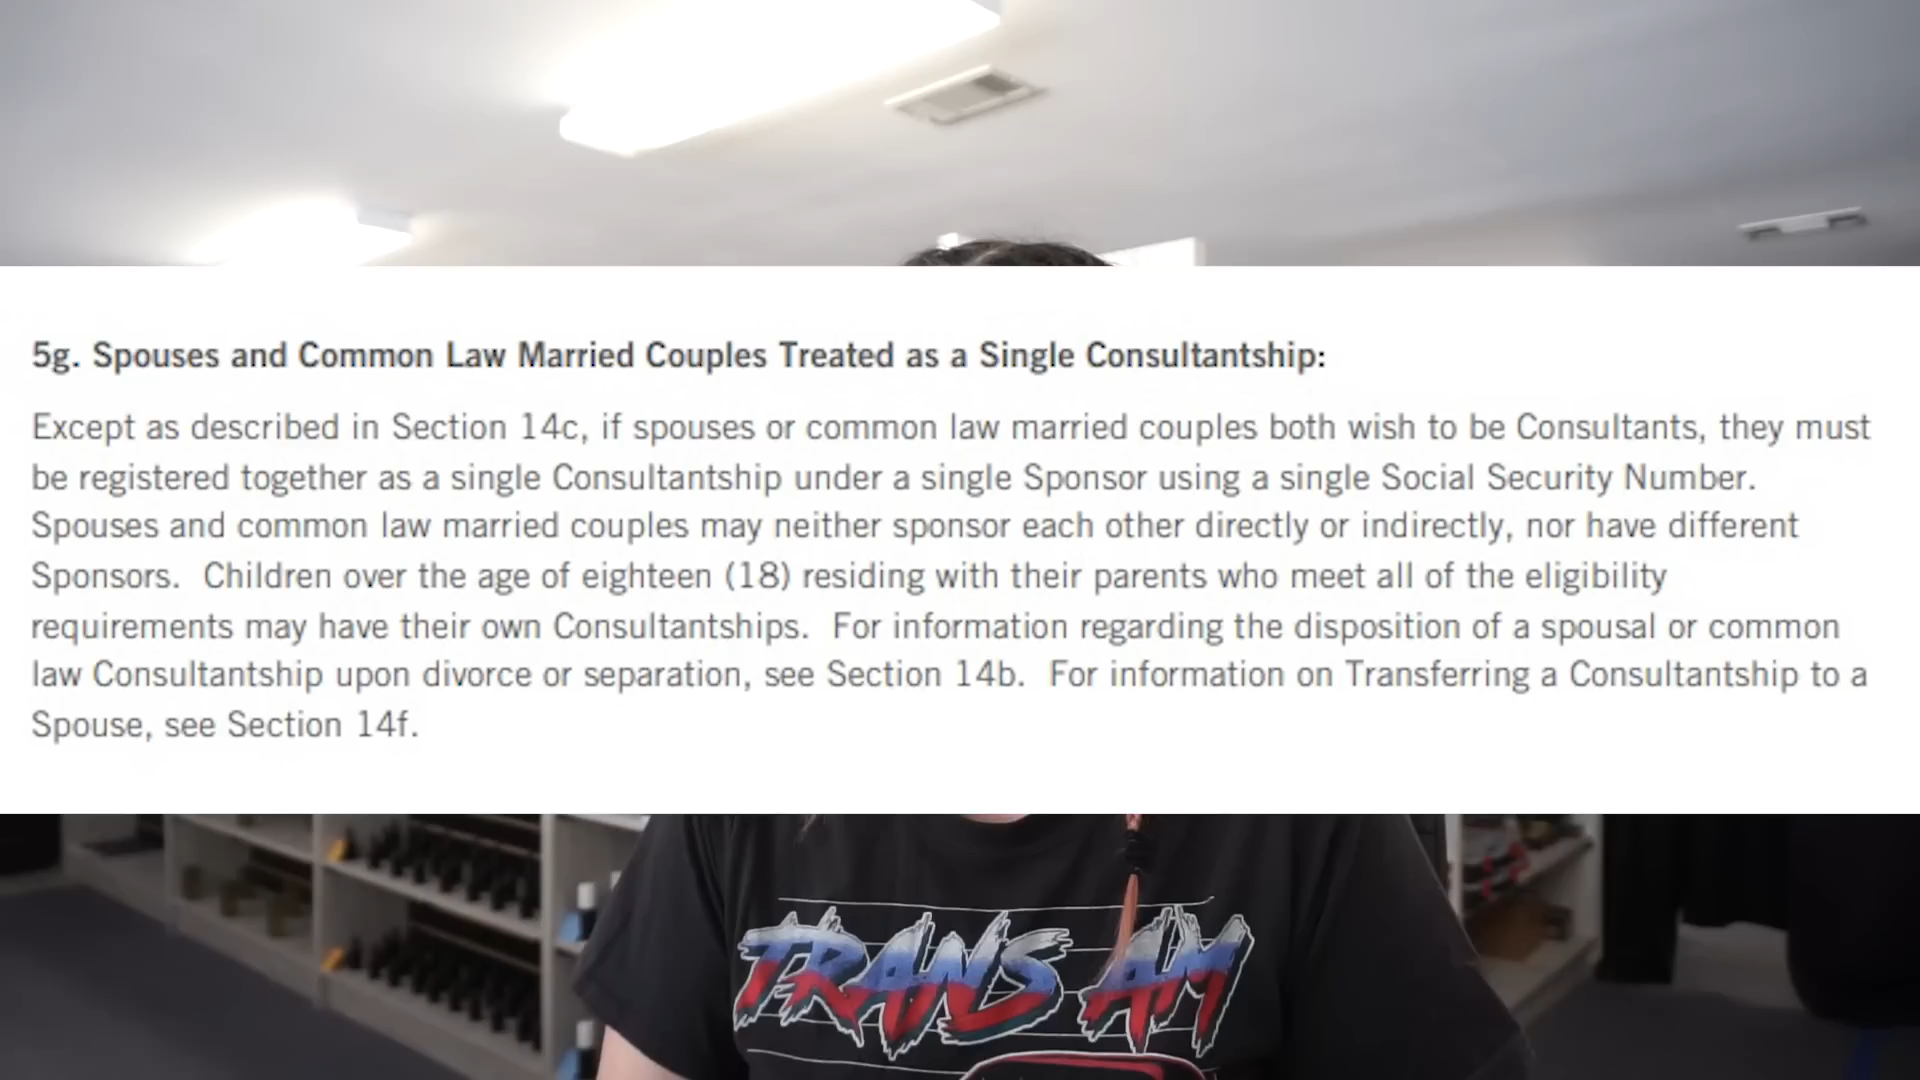 5g. Spouses and Common Law Married Couples Treated as a Single Consultantship:
Except as described in Section 14c, if spouses or common law married couples both wish to be Consultants, they must
be registered together as a single Consultantship under a single Sponsor using a single Social Security Number.
Spouses and common law married couples may neither sponsor each other directly or indirectly, nor have different
Sponsors.  Children over the age of eighteen (18) residing with their parents who meet all of the eligibility
requirements may have their own Consultantships.  For information regarding the disposition of a spousal or common
law Consultantship upon divorce or separation, see Section 14b.  For information on Transferring a Consultantship to a
Spouse, see Section 14f.
TRANS AM